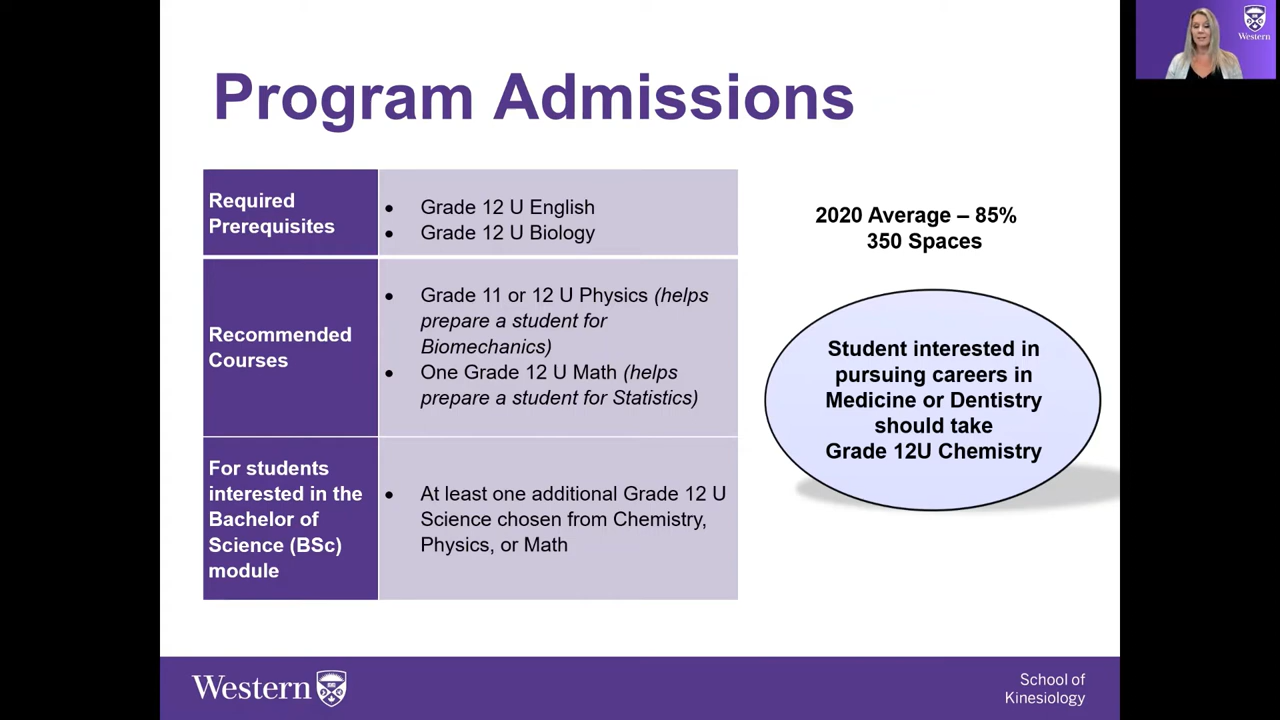 Program Admissions
Required
Prerequisites
• Grade 12 U English
• Grade 12 U Biology
Recommended
Courses
• Grade 11 or 12 U Physics (helps
prepare a student for
Biomechanics)
• One Grade 12 U Math (helps
prepare a student for Statistics)
For students
interested in the
Bachelor of
Science (BSc)
module
• At least one additional Grade 12 U
Science chosen from Chemistry,
Physics, or Math
2020 Average – 85%
350 Spaces
Student interested in
pursuing careers in
Medicine or Dentistry
should take
Grade 12U Chemistry
Western
School of
Kinesiology
Western